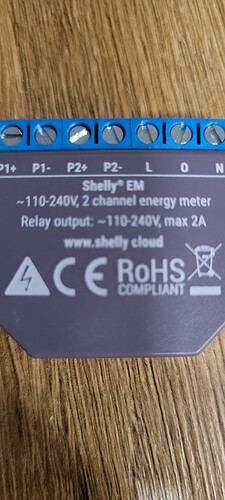 P1+ P1- P2+ P2- L O N
Shelly® EM
~110-240V, 2 channel energy meter
Relay output: ~110-240V, max 2A
www.shelly cloud
CE RoHS
COMPLIANT